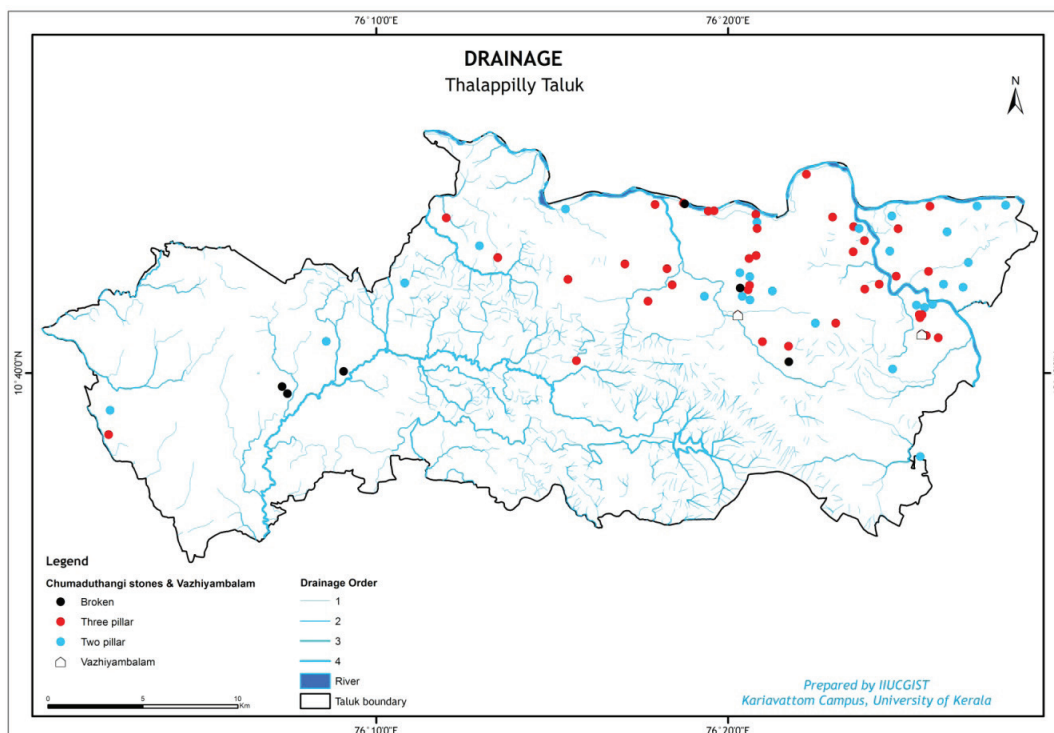 76°10'0"E
76°20'0"E
DRAINAGE
Thalappilly Taluk
N
10°40'0"N
Legend
Chumaduthangi stones & Vazhiyambalam
Broken
Three pillar
Two pillar
Vazhiyambalam
0 5 10
Km
Drainage Order
1
2
3
4
River
Taluk boundary
Prepared by IIUCGIST
Kariavattom Campus, University of Kerala
76°10'0"E
76°20'0"E